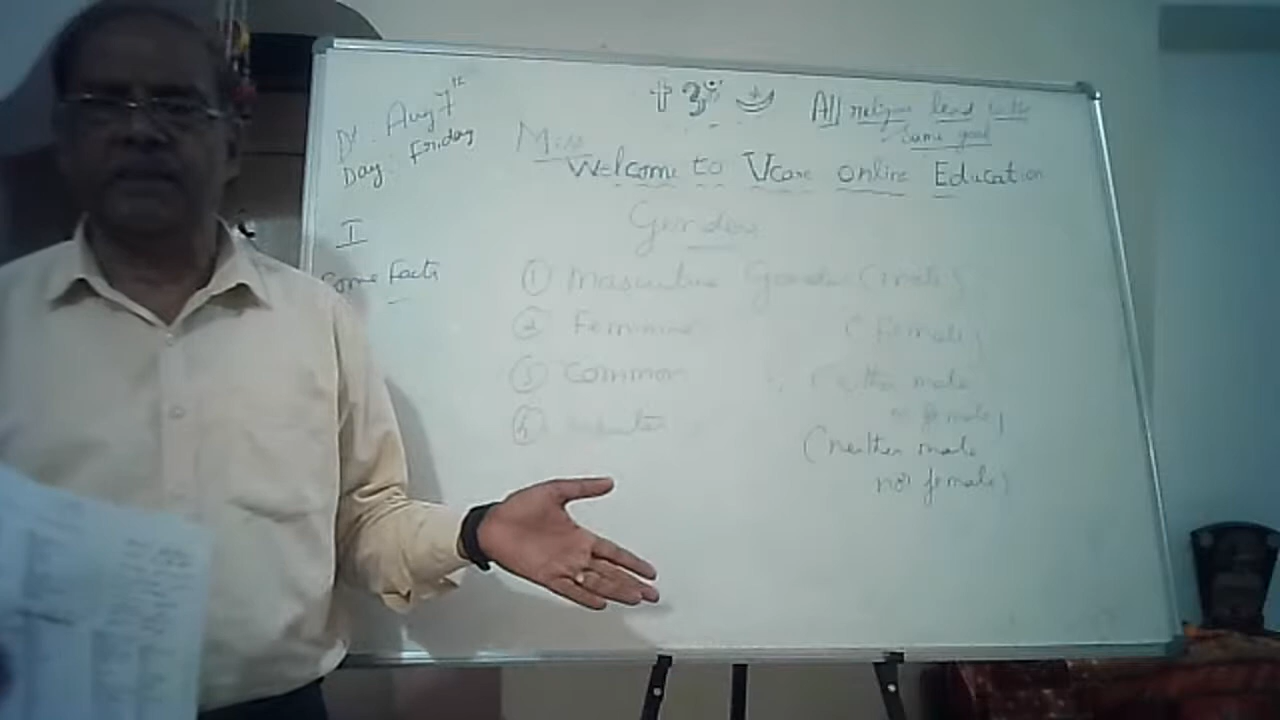 Dt. Aug 7th
Day: Friday
✝ ॐ ☪
All religions lead to the
same goal
Welcome to Vcare online Education
I
Some Facts
Gender
① Masculine Gender (male)
② Feminine (female)
③ Common (either male
or female)
(neither male
nor female)